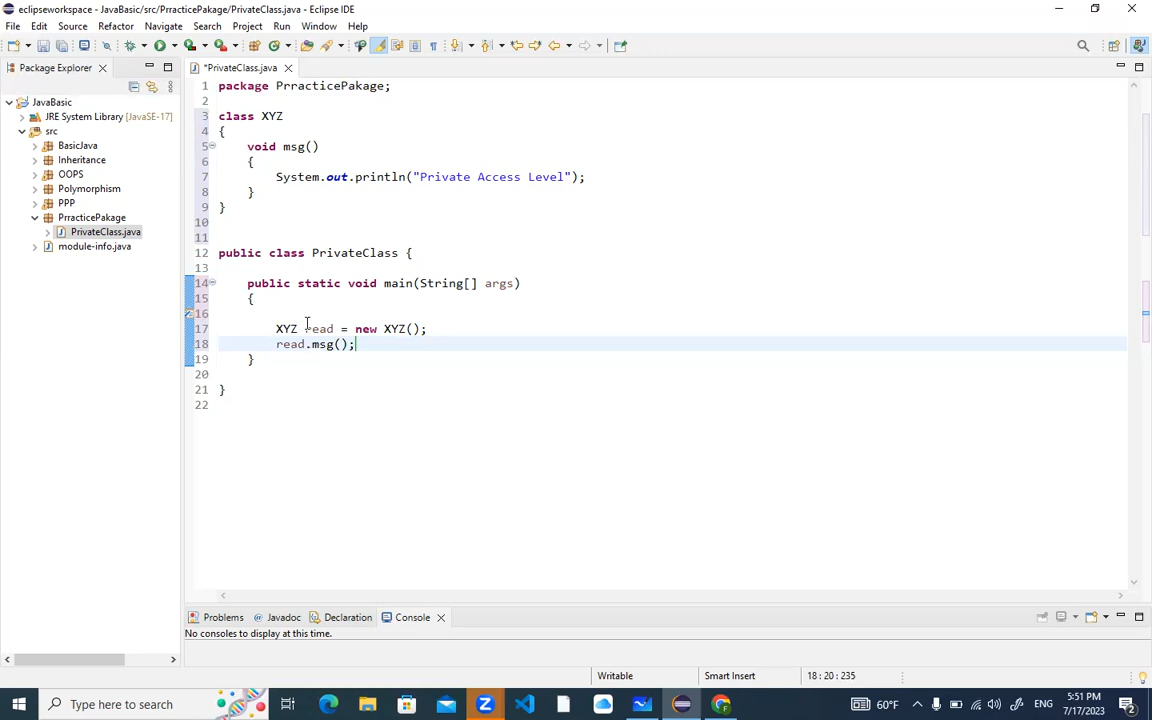 eclipseworkspace - JavaBasic/src/PrracticePakage/PrivateClass.java - Eclipse IDE
File Edit Source Refactor Navigate Search Project Run Window Help
Package Explorer
*PrivateClass.java
JavaBasic
JRE System Library [JavaSE-17]
src
BasicJava
Inheritance
OOPS
Polymorphism
PPP
PrracticePakage
PrivateClass.java
module-info.java
1 package PrracticePakage;
2
3 class XYZ
4 {
5 void msg()
6 {
7 System.out.println("Private Access Level");
8 }
9 }
10
11
12 public class PrivateClass {
13
14 public static void main(String[] args)
15 {
16
17 XYZ read = new XYZ();
18 read.msg();
19 }
20
21 }
22
Problems Javadoc Declaration Console
No consoles to display at this time.
Writable Smart Insert 18 : 20 : 235
Type here to search
60°F ENG 5:51 PM
7/17/2023
2